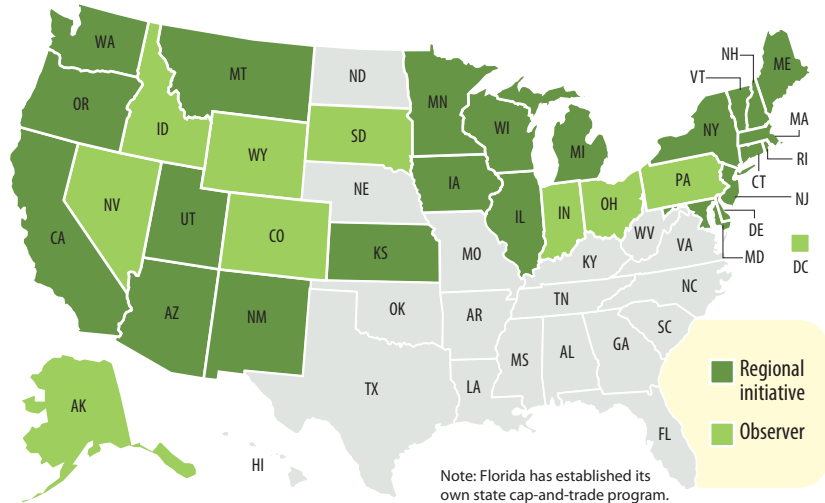 WA
MT
ND
MN
VT
NH
ME
OR
ID
SD
WI
NY
MA
WY
MI
RI
NV
NE
IA
PA
CT
NJ
UT
CO
IL
IN
OH
DE
CA
KS
MO
WV
VA
MD
DC
KY
AZ
NM
OK
TN
NC
AR
SC
MS
AL
GA
TX
LA
AK
FL
HI
Regional
initiative
Observer
Note: Florida has established its
own state cap-and-trade program.